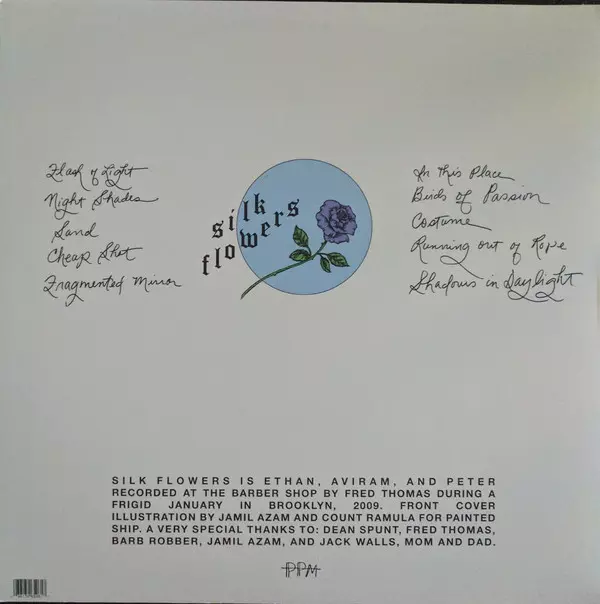 Flash of Light
Night Shades
Sand
Cheap Shot
Fragmented Mirror
silk
flowers
In This Place
Birds of Passion
Costume
Running out of Rope
Shadows in Daylight
SILK FLOWERS IS ETHAN, AVIRAM, AND PETER
RECORDED AT THE BARBER SHOP BY FRED THOMAS DURING A
FRIGID JANUARY IN BROOKLYN, 2009. FRONT COVER
ILLUSTRATION BY JAMIL AZAM AND COUNT RAMULA FOR PAINTED
SHIP. A VERY SPECIAL THANKS TO: DEAN SPUNT, FRED THOMAS,
BARB ROBBER, JAMIL AZAM, AND JACK WALLS, MOM AND DAD.
PPM